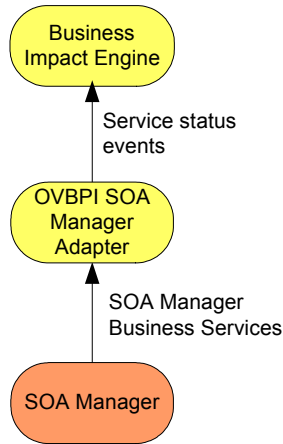 Business
Impact Engine
Service status
events
OVBPI SOA
Manager
Adapter
SOA Manager
Business Services
SOA Manager